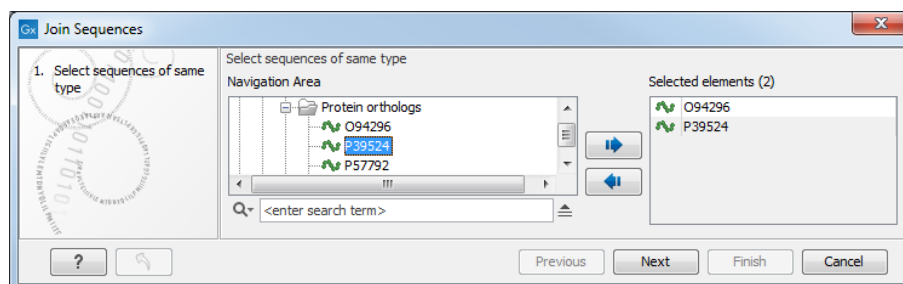 Gx Join Sequences
X
1. Select sequences of same
type
Select sequences of same type
Navigation Area
Protein orthologs
O94296
P39524
P57792
<enter search term>
Selected elements (2)
O94296
P39524
?
Previous
Next
Finish
Cancel